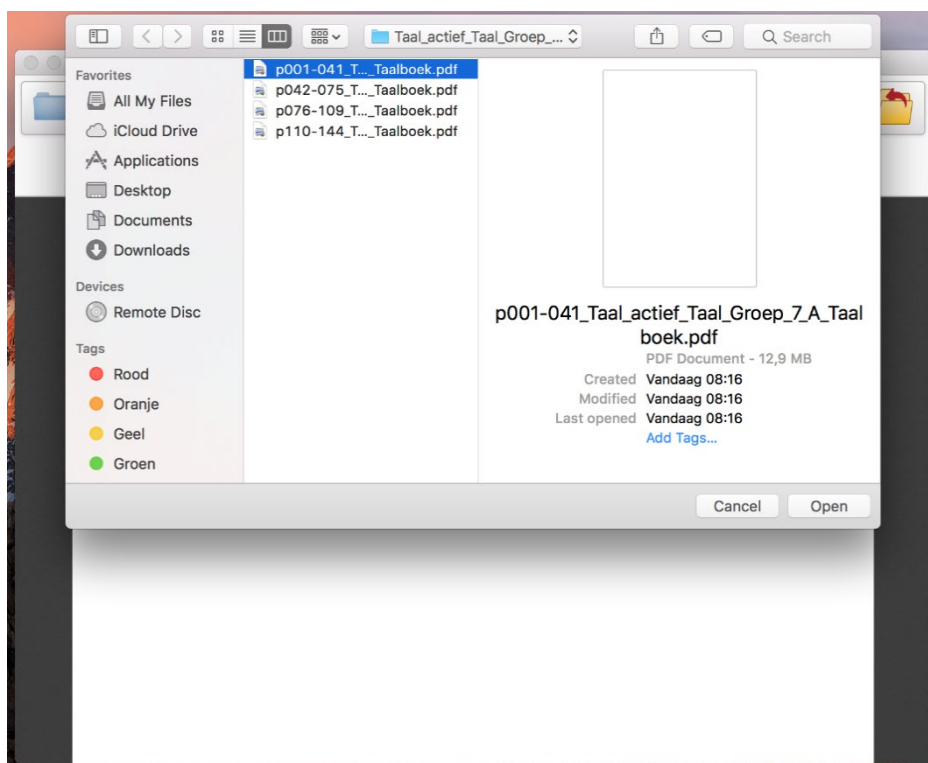 Taal_actief_Taal_Groep_...
Search
Favorites
All My Files
iCloud Drive
Applications
Desktop
Documents
Downloads
Devices
Remote Disc
Tags
Rood
Oranje
Geel
Groen
p001-041_T..._Taalboek.pdf
p042-075_T..._Taalboek.pdf
p076-109_T..._Taalboek.pdf
p110-144_T..._Taalboek.pdf
p001-041_Taal_actief_Taal_Groep_7_A_Taal
boek.pdf
PDF Document - 12,9 MB
Created Vandaag 08:16
Modified Vandaag 08:16
Last opened Vandaag 08:16
Add Tags...
Cancel Open